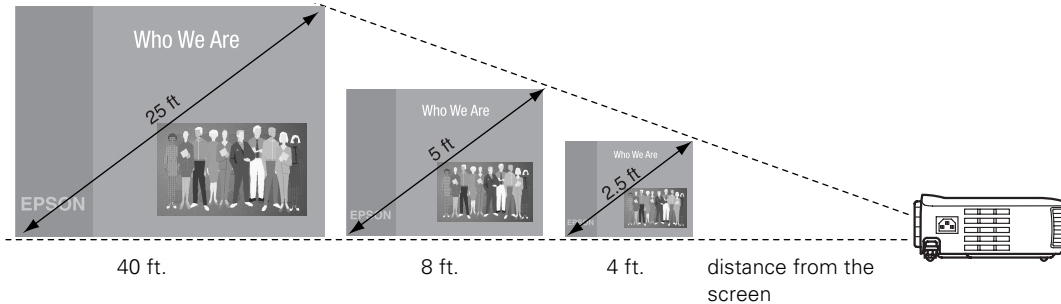 Who We Are
25 ft
EPSON
Who We Are
5 ft
EPSON
Who We Are
2.5 ft
EPSON
40 ft.
8 ft.
4 ft.
distance from the
screen